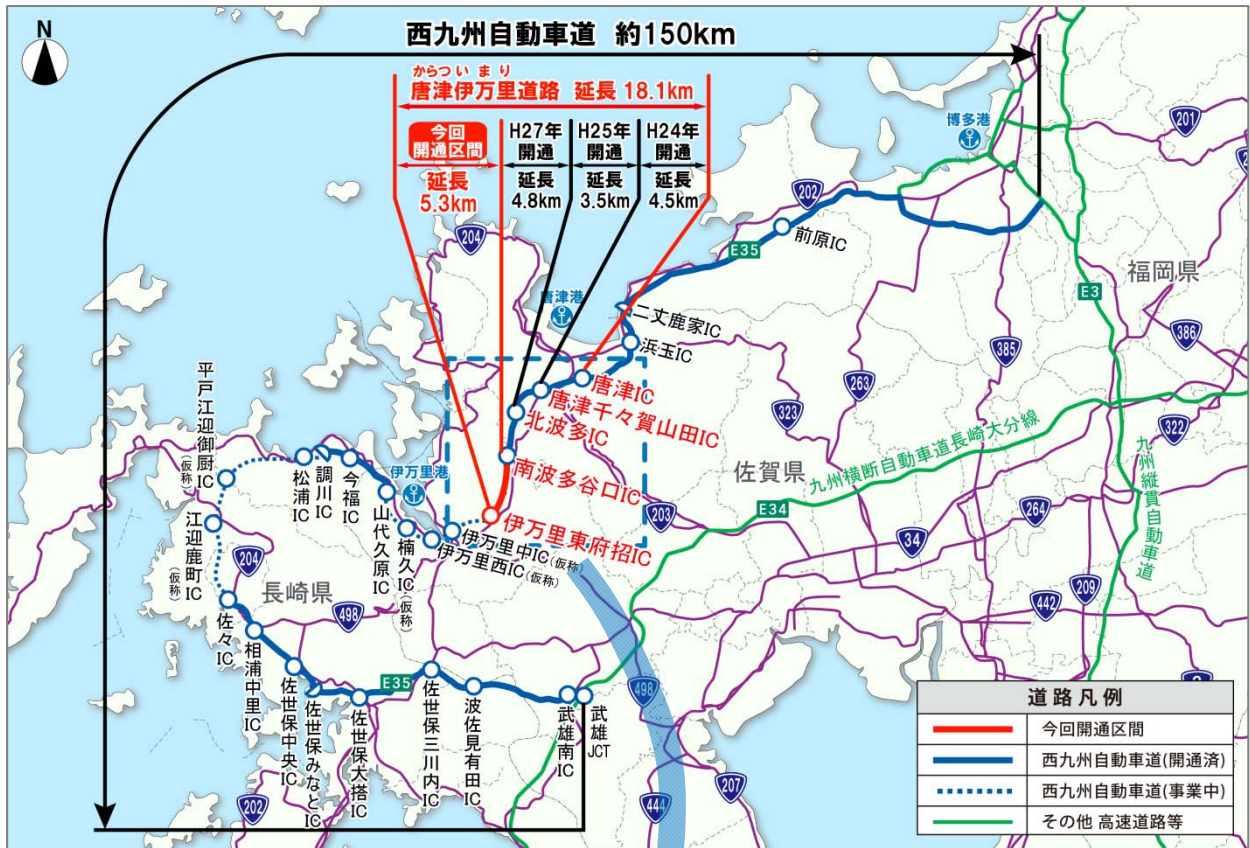 N
西九州自動車道 約150km
からついまり
唐津伊万里道路 延長 18.1km
今回
開通区間
延長
5.3km
H27年
開通
延長
4.8km
H25年
開通
延長
3.5km
H24年
開通
延長
4.5km
博多港
201
202
前原IC
E35
204
唐津港
二丈鹿家IC
浜玉IC
福岡県
E3
385
386
263
323
唐津IC
唐津千々賀山田IC
北波多IC
南波多谷口IC
伊万里東府招IC
佐賀県
九州横断自動車道長崎大分線
322
九州縦貫自動車道
E34
203
264
34
209
442
平戸江迎御厨IC
(仮称)
松浦IC
調川IC
今福IC
伊万里港
山代久原IC
楠久IC(仮称)
伊万里中IC(仮称)
伊万里西IC(仮称)
江迎鹿町IC
(仮称)
204
長崎県
498
佐々IC
相浦中里IC
佐世保中央IC
佐世保みなとIC
佐世保大塔IC
E35
佐世保三川内IC
波佐見有田IC
武雄南IC
武雄JCT
498
444
207
202
道路凡例
今回開通区間
西九州自動車道(開通済)
西九州自動車道(事業中)
その他 高速道路等